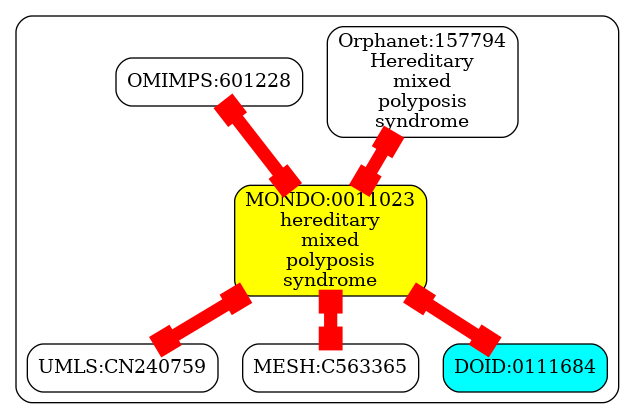 OMIMPS:601228
Orphanet:157794
Hereditary
mixed
polyposis
syndrome
MONDO:0011023
hereditary
mixed
polyposis
syndrome
UMLS:CN240759
MESH:C563365
DOID:0111684